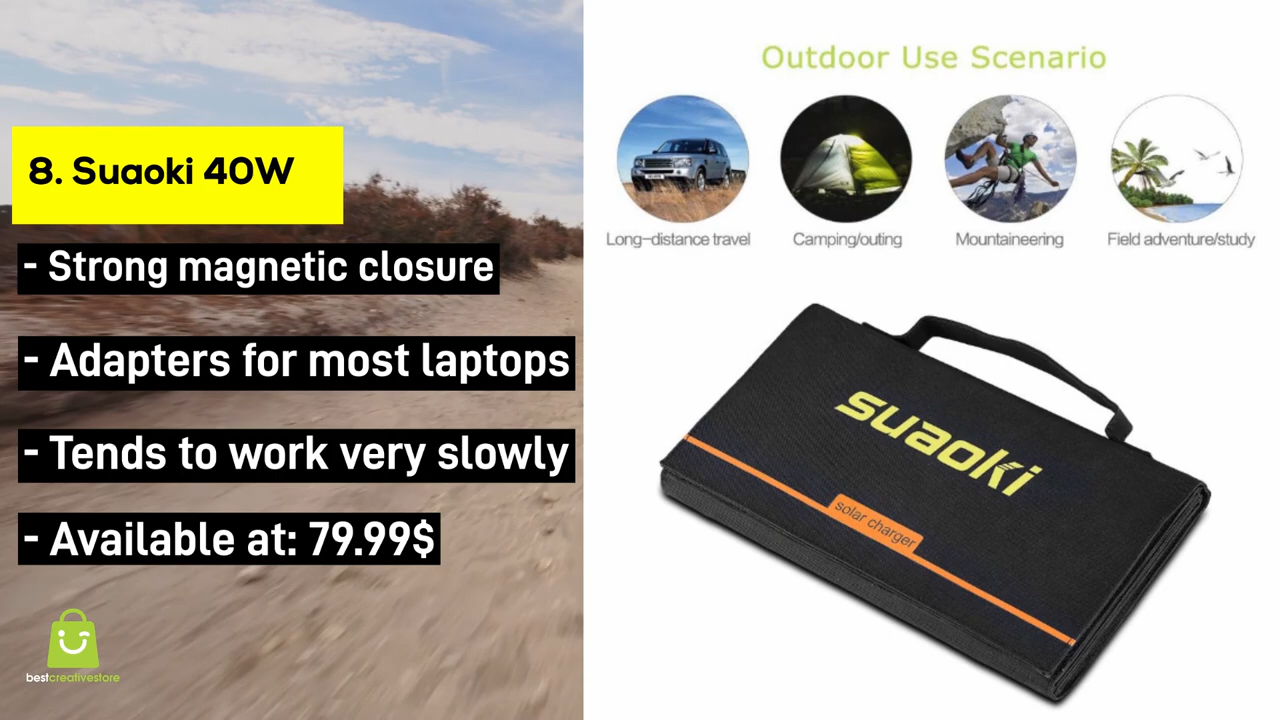 8. Suaoki 40W
- Strong magnetic closure
- Adapters for most laptops
- Tends to work very slowly
- Available at: 79.99$
bestcreativestore
Outdoor Use Scenario
Long-distance travel
Camping/outing
Mountaineering
Field adventure/study
suaoki
solar charger